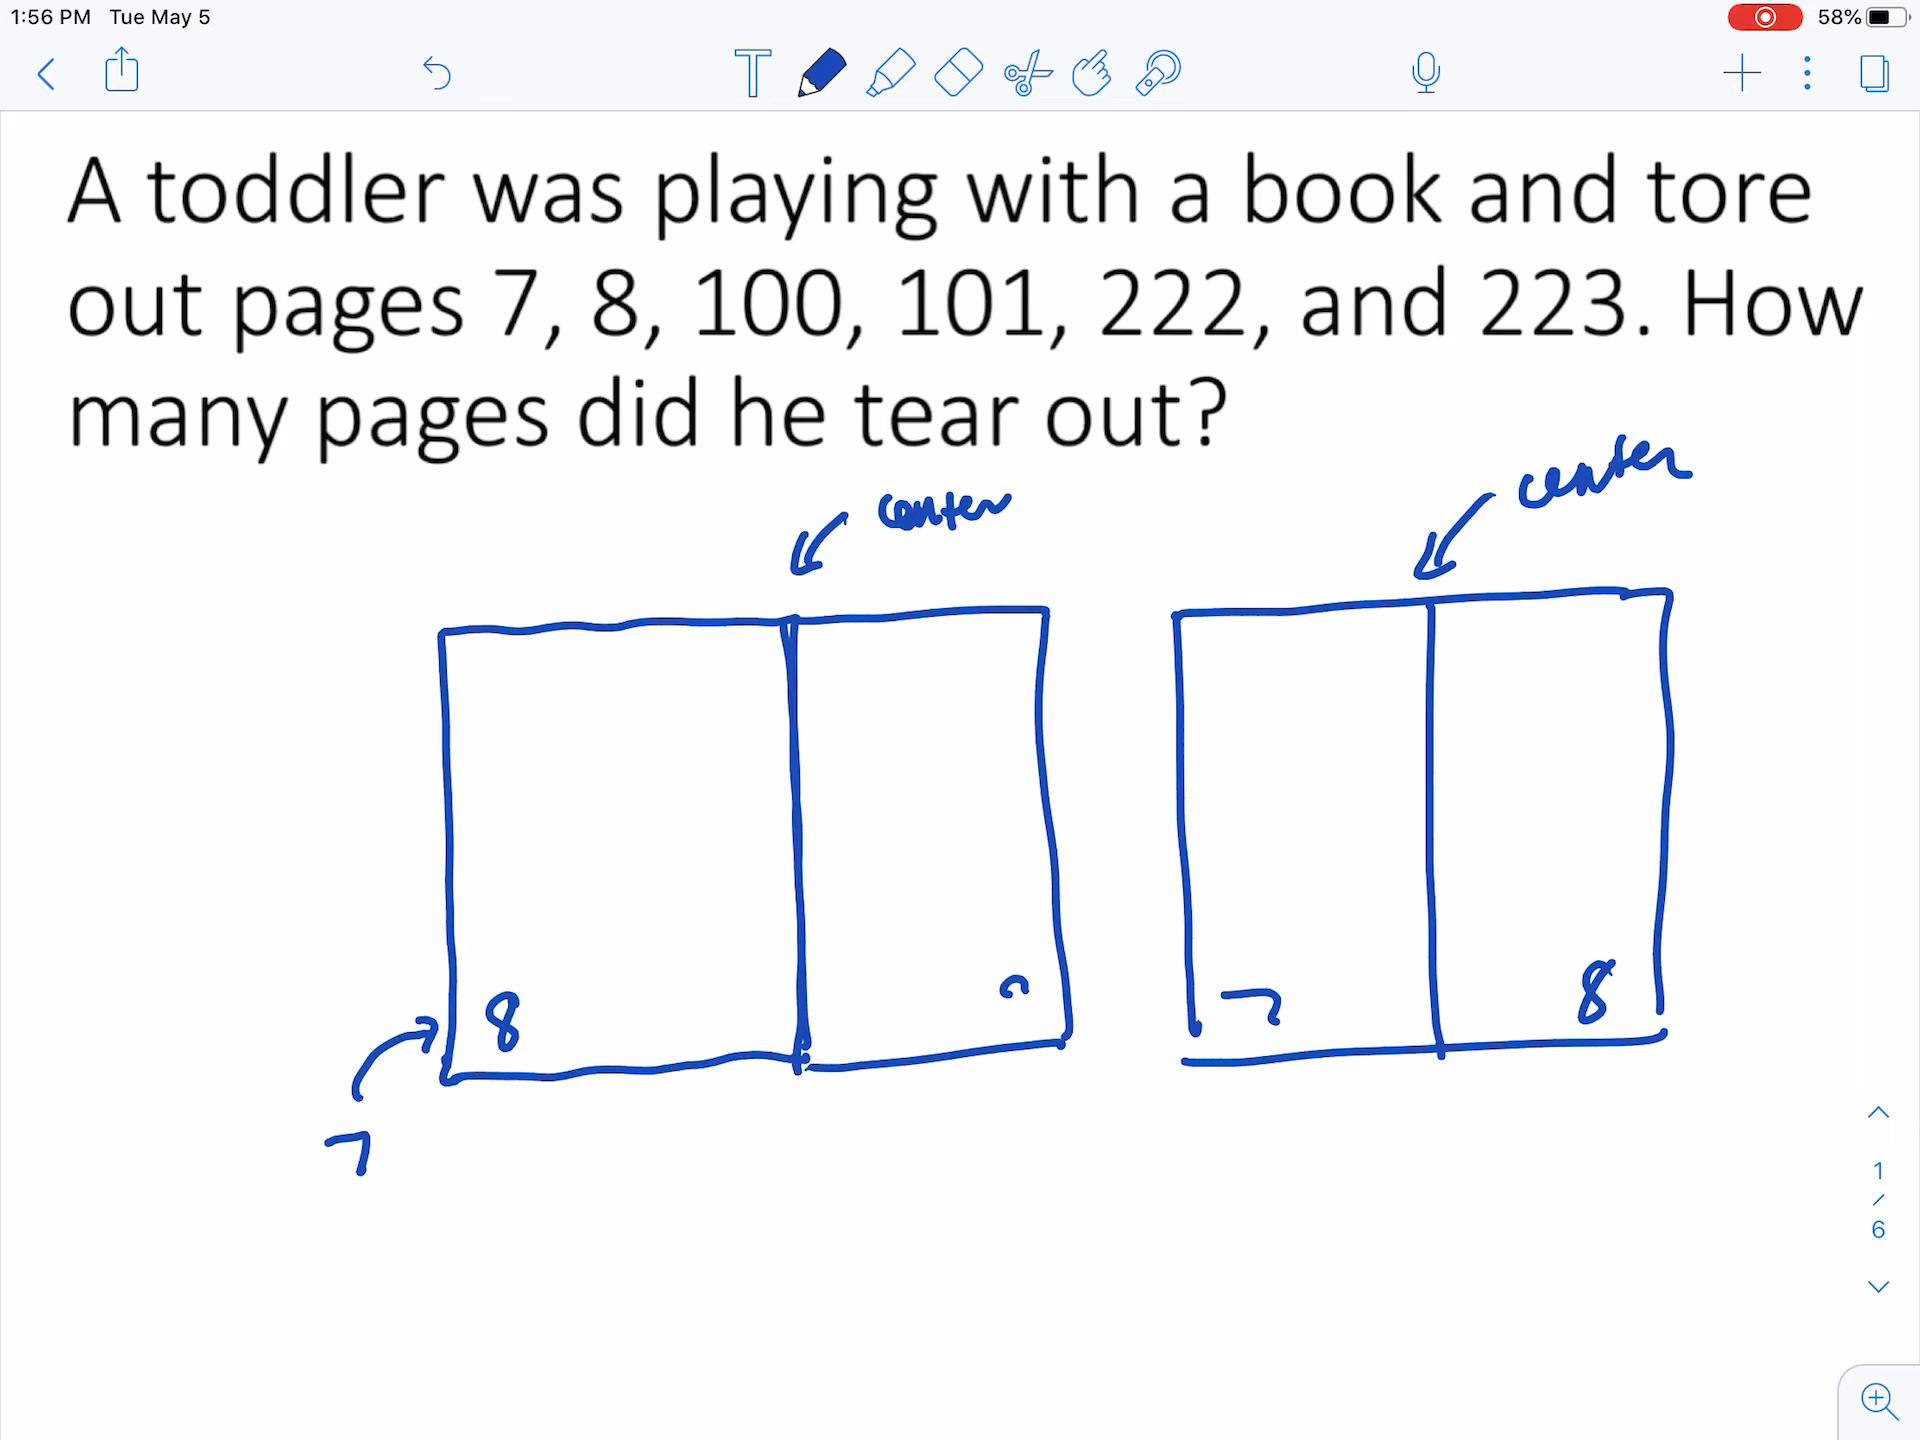 1:56 PM Tue May 5
58%
T
A toddler was playing with a book and tore
out pages 7, 8, 100, 101, 222, and 223. How
many pages did he tear out?
center
center
8
7
8
7
1
/
6